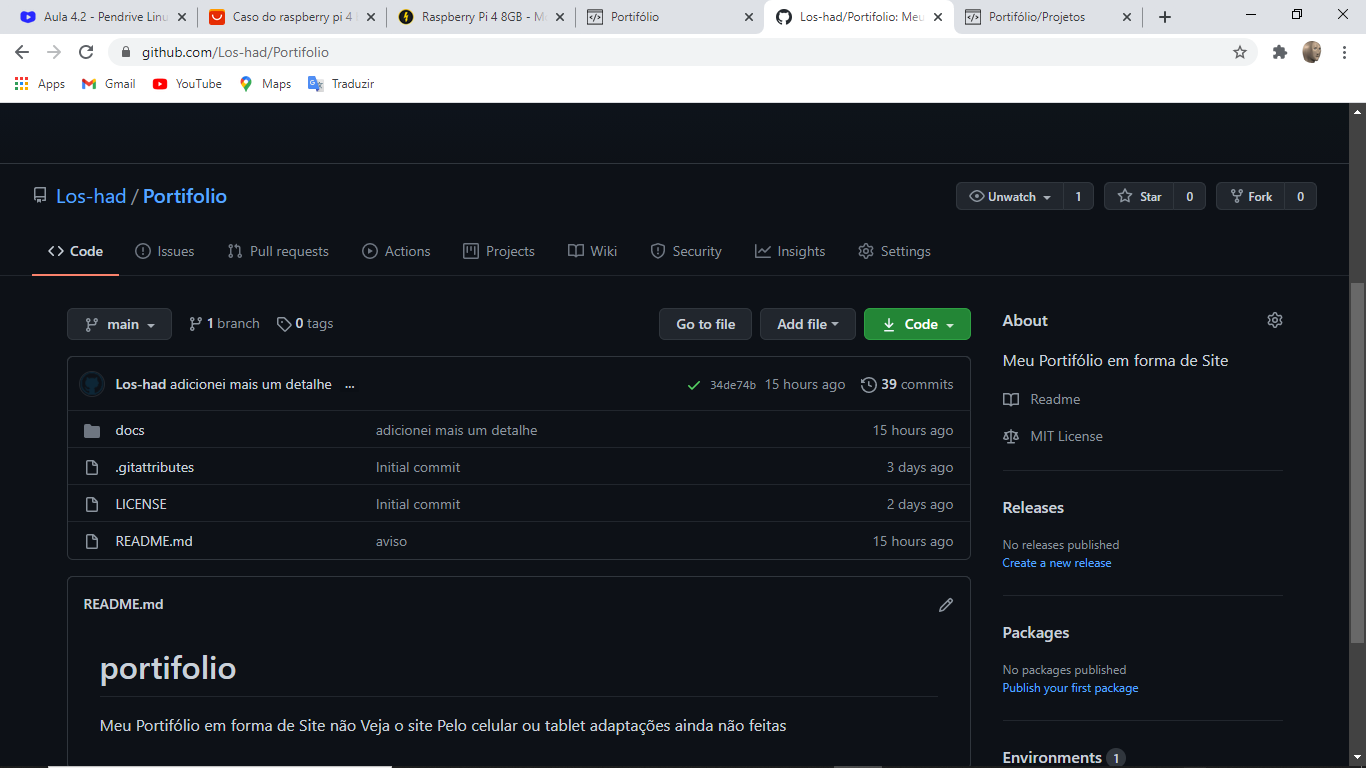 Aula 4.2 - Pendrive Linu
Caso do raspberry pi 4
Raspberry Pi 4 8GB - M
Portifólio
Los-had/Portifolio: Meu
Portifólio/Projetos
github.com/Los-had/Portifolio
Apps
Gmail
YouTube
Maps
Traduzir
Los-had / Portifolio
Unwatch 1
Star 0
Fork 0
Code
Issues
Pull requests
Actions
Projects
Wiki
Security
Insights
Settings
main
1 branch
0 tags
Go to file
Add file
Code
Los-had adicionei mais um detalhe ...
34de74b 15 hours ago
39 commits
docs adicionei mais um detalhe 15 hours ago
.gitattributes Initial commit 3 days ago
LICENSE Initial commit 2 days ago
README.md aviso 15 hours ago
README.md
portifolio
Meu Portifólio em forma de Site não Veja o site Pelo celular ou tablet adaptações ainda não feitas
About
Meu Portifólio em forma de Site
Readme
MIT License
Releases
No releases published
Create a new release
Packages
No packages published
Publish your first package
Environments 1